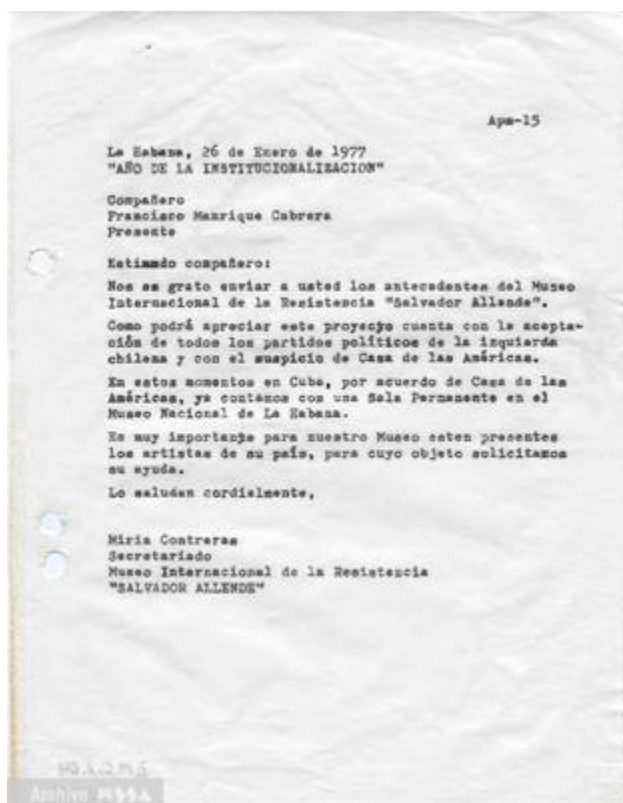 Apm-15
La Habana, 26 de Enero de 1977
"AÑO DE LA INSTITUCIONALIZACION"
Compañero
Francisco Manrique Cabrera
Presente
Estimado compañero:
Nos es grato enviar a usted los antecedentes del Museo
Internacional de la Resistencia "Salvador Allende".
Como podrá apreciar este proyecto cuenta con la acepta-
ción de todos los partidos políticos de la izquierda
chilena y con el auspicio de Casa de las Américas.
En estos momentos en Cuba, por acuerdo de Casa de las
Américas, ya contamos con una Sala Permanente en el
Museo Nacional de La Habana.
Es muy importante para nuestro Museo esten presentes
los artistas de su país, para cuyo objeto solicitamos
su ayuda.
Lo saludan cordialmente,
Miria Contreras
Secretariado
Museo Internacional de la Resistencia
"SALVADOR ALLENDE"
Archivo MSSA